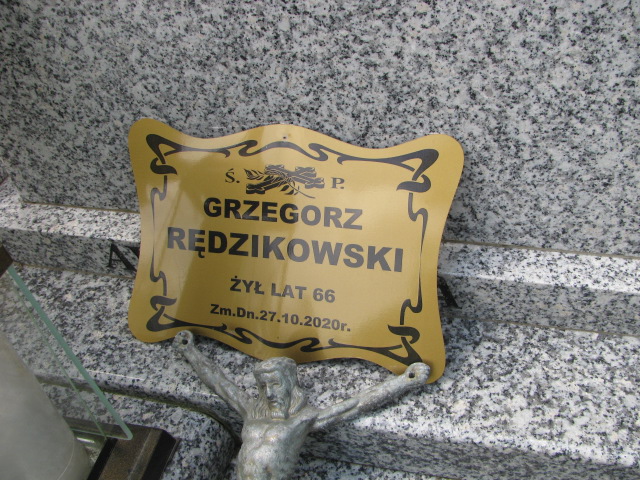 Ś. P.
GRZEGORZ
RĘDZIKOWSKI
ŻYŁ LAT 66
Zm.Dn.27.10.2020r.